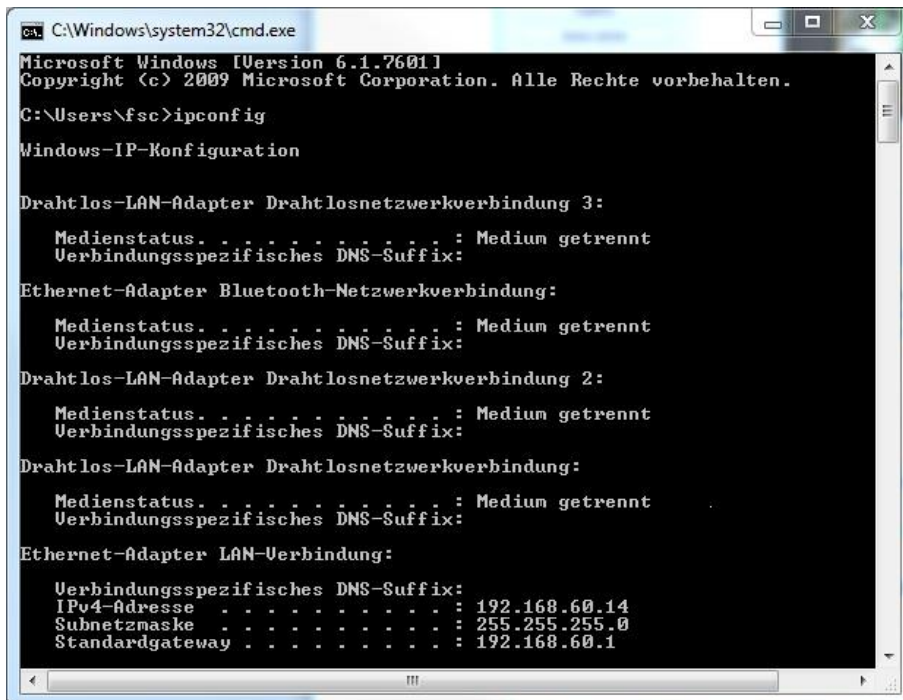 C:\Windows\system32\cmd.exe
Microsoft Windows [Version 6.1.7601]
Copyright (c) 2009 Microsoft Corporation. Alle Rechte vorbehalten.
C:\Users\fsc>ipconfig
Windows-IP-Konfiguration
Drahtlos-LAN-Adapter Drahtlosnetzwerkverbindung 3:
Medienstatus. . . . . . . . . . . : Medium getrennt
Verbindungsspezifisches DNS-Suffix:
Ethernet-Adapter Bluetooth-Netzwerkverbindung:
Medienstatus. . . . . . . . . . . : Medium getrennt
Verbindungsspezifisches DNS-Suffix:
Drahtlos-LAN-Adapter Drahtlosnetzwerkverbindung 2:
Medienstatus. . . . . . . . . . . : Medium getrennt
Verbindungsspezifisches DNS-Suffix:
Drahtlos-LAN-Adapter Drahtlosnetzwerkverbindung:
Medienstatus. . . . . . . . . . . : Medium getrennt
Verbindungsspezifisches DNS-Suffix:
Ethernet-Adapter LAN-Verbindung:
Verbindungsspezifisches DNS-Suffix:
IPv4-Adresse . . . . . . . . . . : 192.168.60.14
Subnetzmaske . . . . . . . . . . : 255.255.255.0
Standardgateway . . . . . . . . . : 192.168.60.1